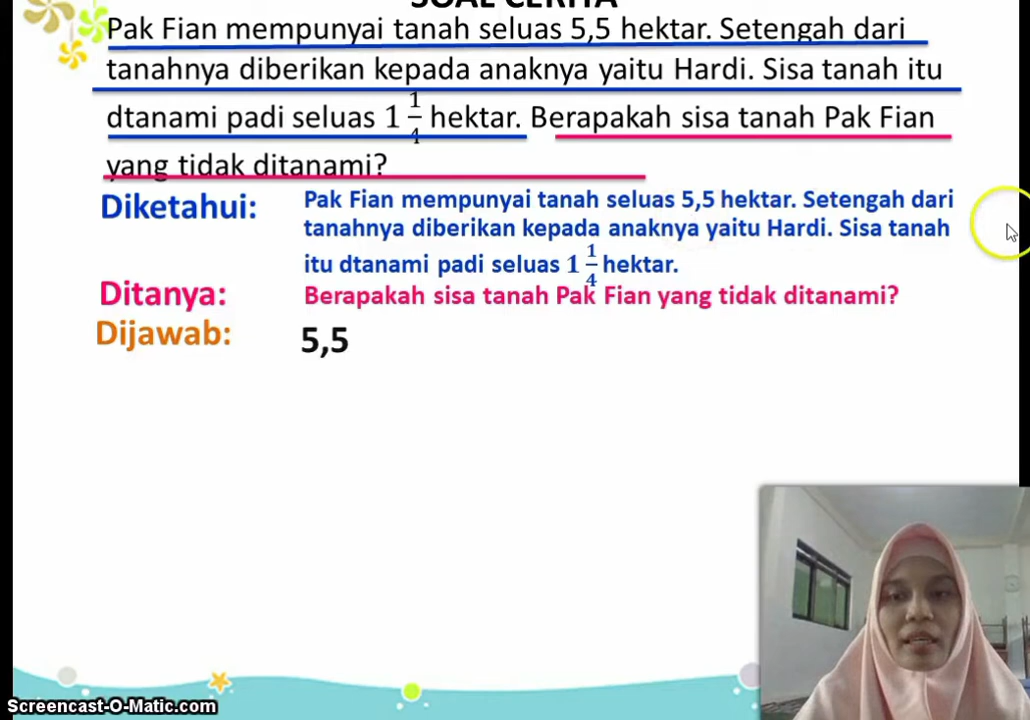 SOAL CERITA
Pak Fian mempunyai tanah seluas 5,5 hektar. Setengah dari
tanahnya diberikan kepada anaknya yaitu Hardi. Sisa tanah itu
dtanami padi seluas 1 1/4 hektar. Berapakah sisa tanah Pak Fian
yang tidak ditanami?
Diketahui: Pak Fian mempunyai tanah seluas 5,5 hektar. Setengah dari
tanahnya diberikan kepada anaknya yaitu Hardi. Sisa tanah
itu dtanami padi seluas 1 1/4 hektar.
Ditanya: Berapakah sisa tanah Pak Fian yang tidak ditanami?
Dijawab: 5,5
Screencast-O-Matic.com